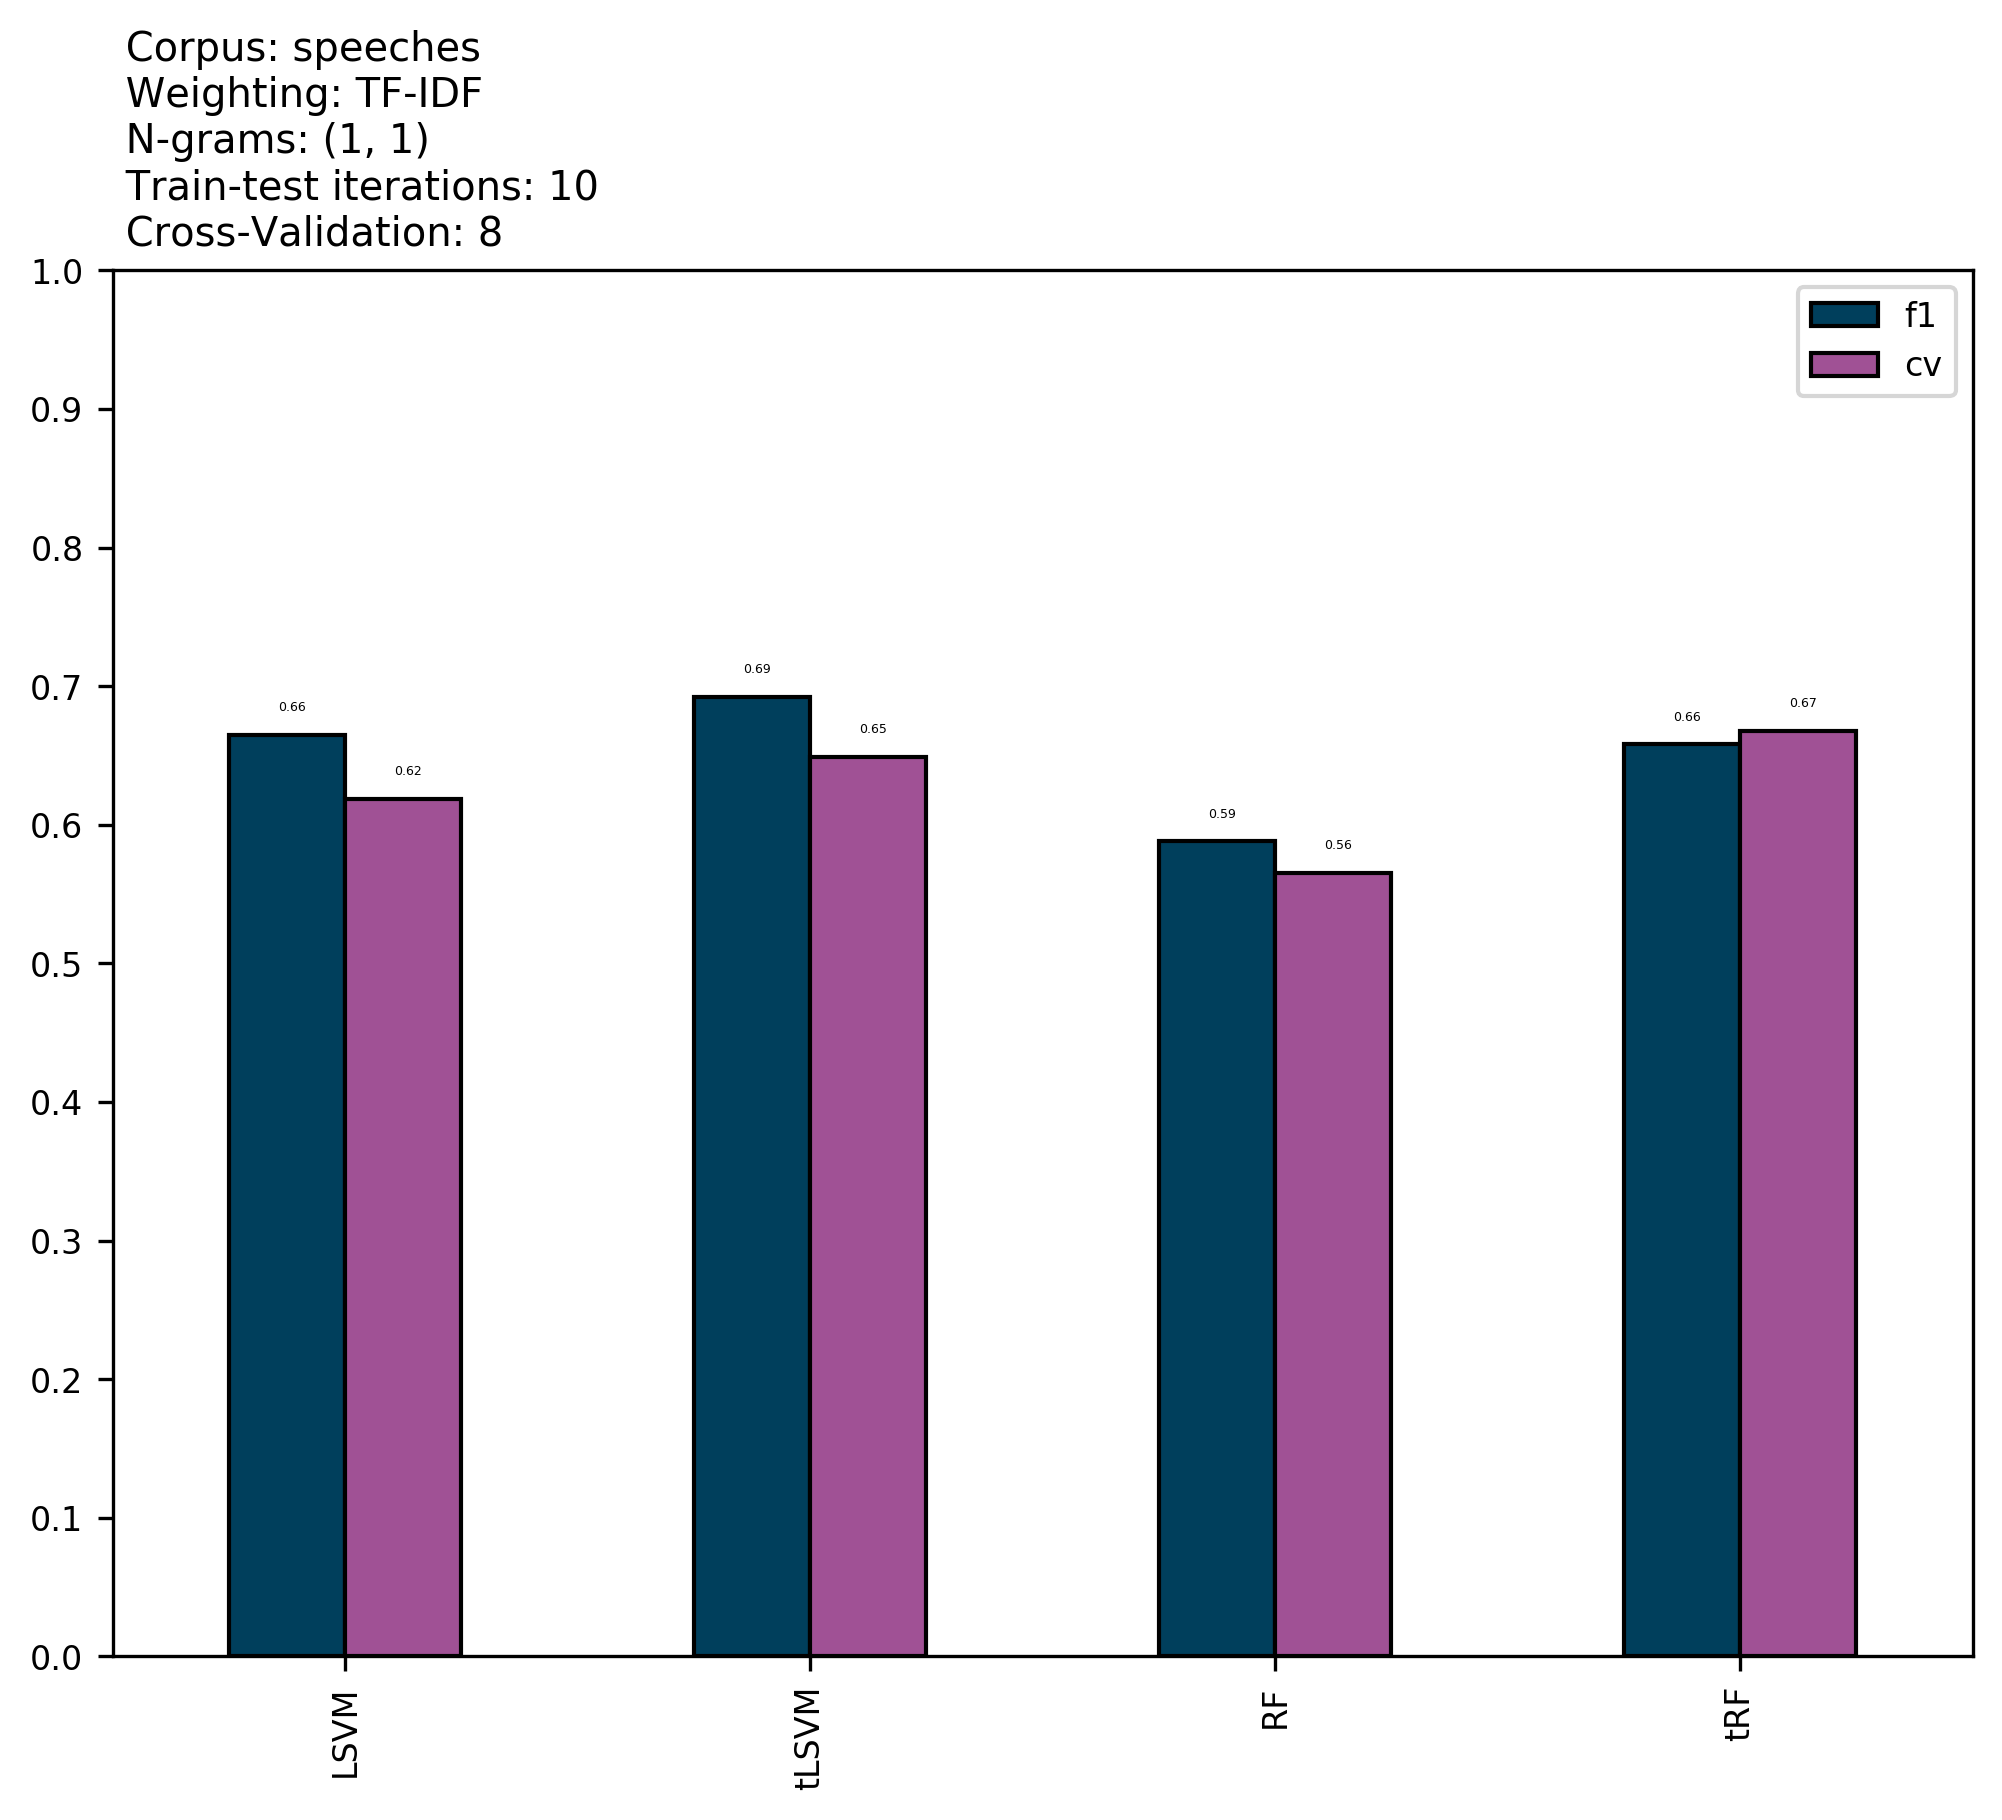 Corpus: speeches
Weighting: TF-IDF
N-grams: (1, 1)
Train-test iterations: 10
Cross-Validation: 8
1.0
0.9
0.8
0.7
0.6
0.5
0.4
0.3
0.2
0.1
0.0
f1
cv
0.66
0.62
0.69
0.65
0.59
0.56
0.66
0.67
LSVM
tLSVM
RF
tRF